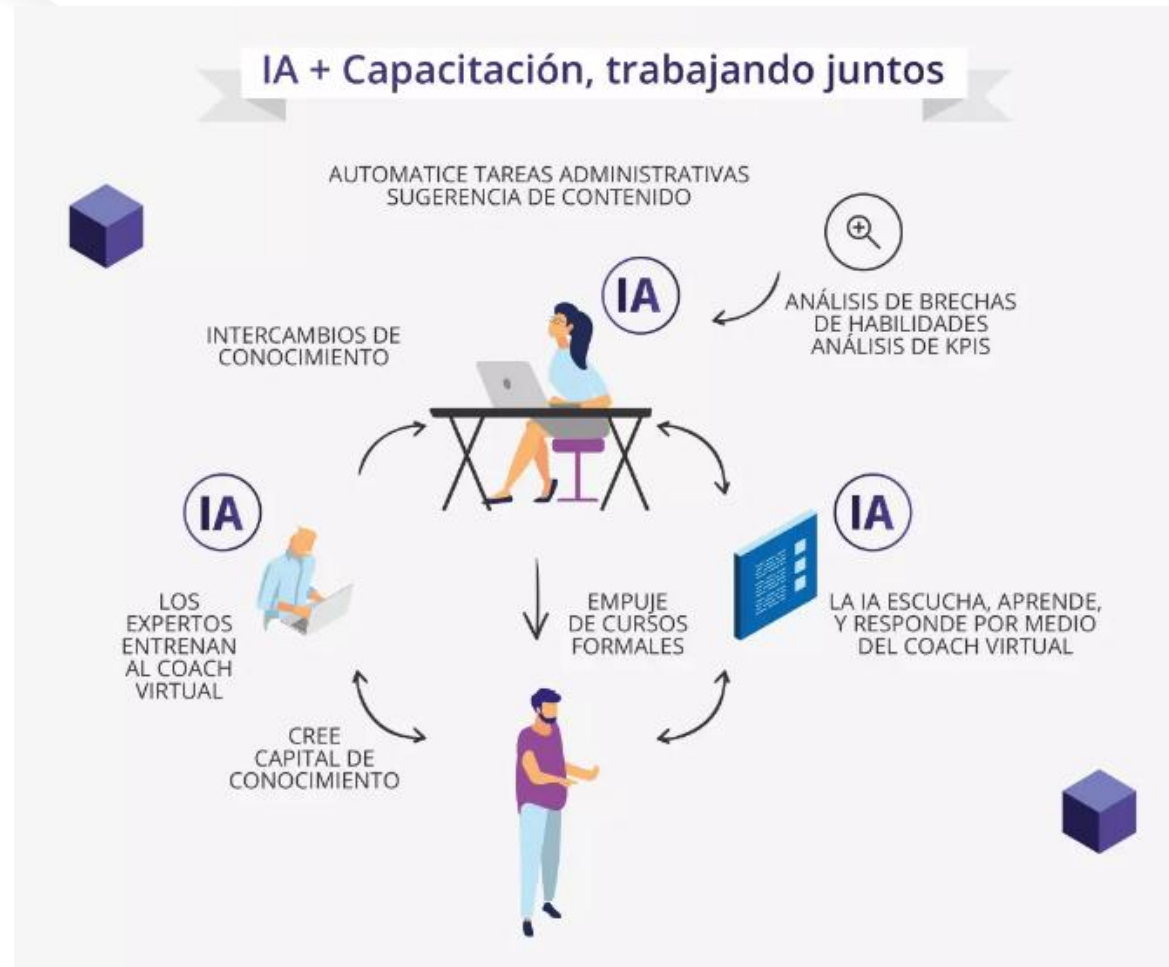 IA + Capacitación, trabajando juntos
AUTOMATICE TAREAS ADMINISTRATIVAS
SUGERENCIA DE CONTENIDO
IA
ANÁLISIS DE BRECHAS
DE HABILIDADES
ANÁLISIS DE KPIS
INTERCAMBIOS DE
CONOCIMIENTO
IA
LOS
EXPERTOS
ENTRENAN
AL COACH
VIRTUAL
EMPUJE
DE CURSOS
FORMALES
IA
LA IA ESCUCHA, APRENDE,
Y RESPONDE POR MEDIO
DEL COACH VIRTUAL
CREE
CAPITAL DE
CONOCIMIENTO